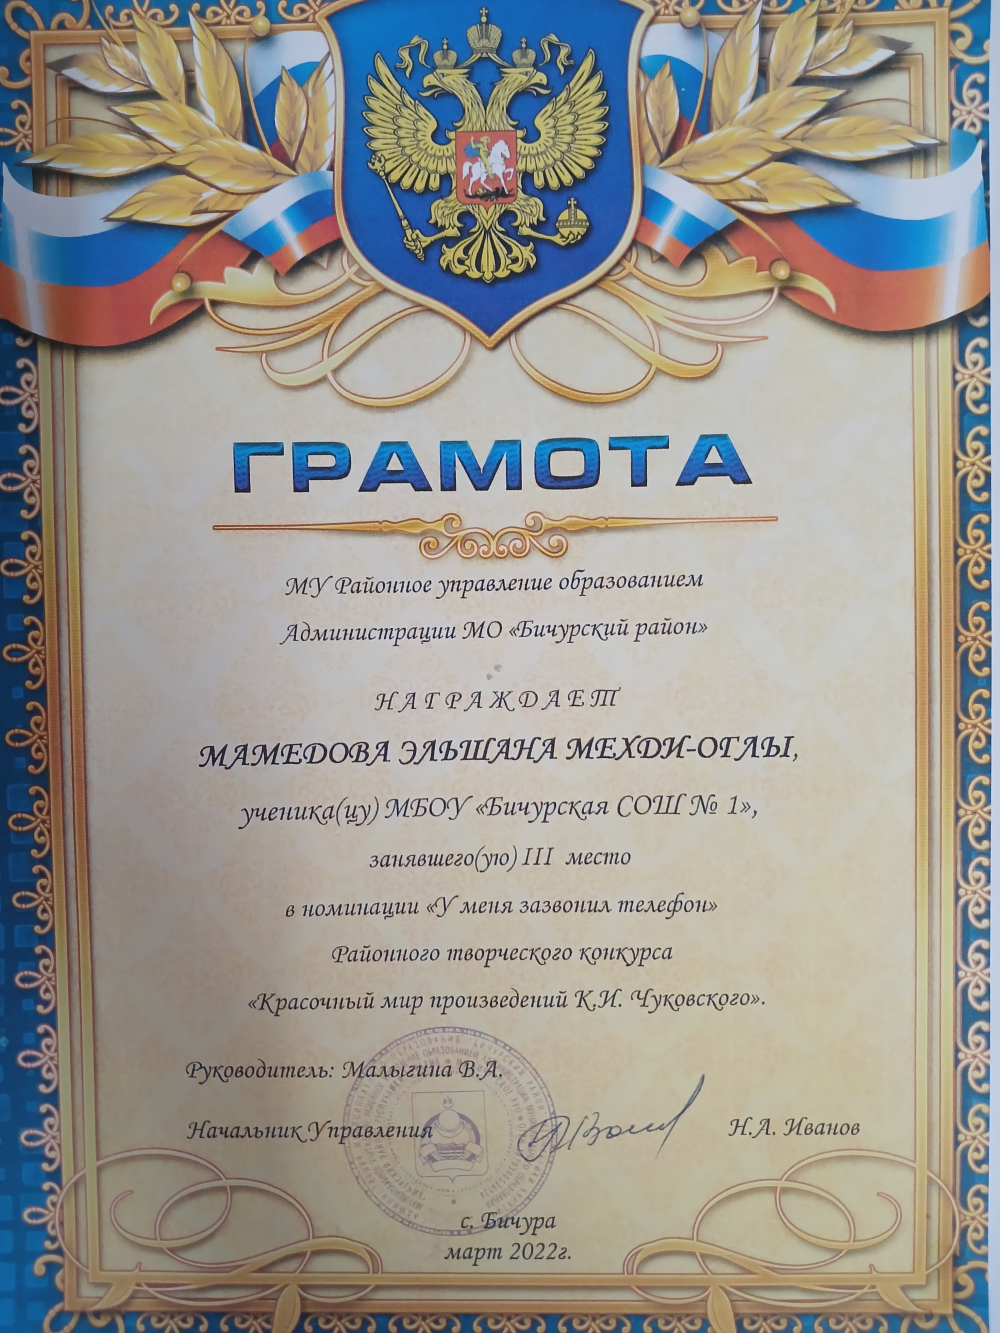 ГРАМОТА
МУ Районное управление образованием
Администрации МО «Бичурский район»
НАГРАЖДАЕТ
МАМЕДОВА ЭЛЬШАНА МЕХДИ-ОГЛЫ,
ученика(цу) МБОУ «Бичурская СОШ № 1»,
занявшего(ую) III место
в номинации «У меня зазвонил телефон»
Районного творческого конкурса
«Красочный мир произведений К.И. Чуковского».
Руководитель: Малыгина В.А.
Начальник Управления Н.А. Иванов
с. Бичура
март 2022г.